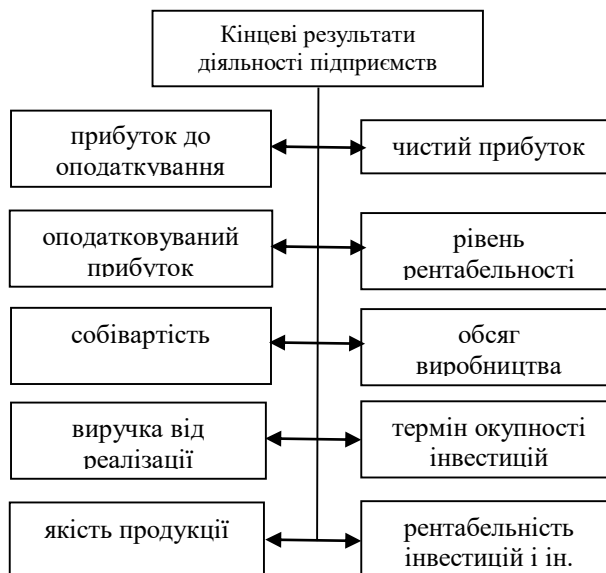 Кінцеві результати
діяльності підприємств
прибуток до
оподаткування
чистий прибуток
оподатковуваний
прибуток
рівень
рентабельності
собівартість
обсяг
виробництва
виручка від
реалізації
термін окупності
інвестицій
якість продукції
рентабельність
інвестицій і ін.